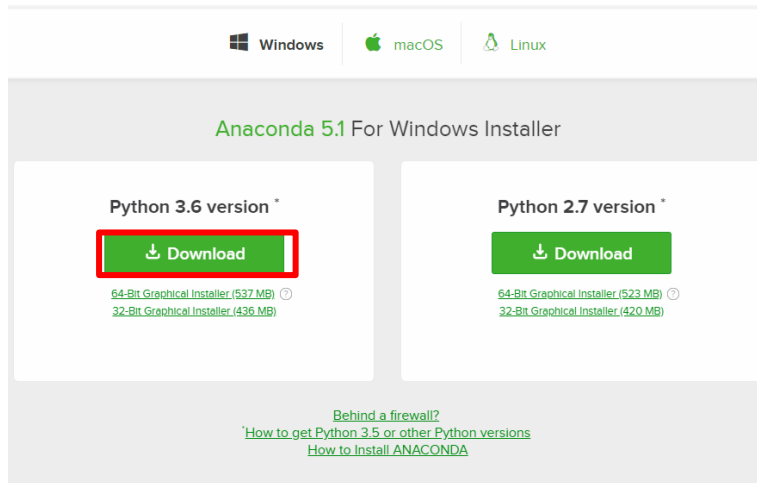 Windows macOS Linux
Anaconda 5.1 For Windows Installer
Python 3.6 version *
Download
64-Bit Graphical Installer (537 MB) ?
32-Bit Graphical Installer (436 MB)
Python 2.7 version *
Download
64-Bit Graphical Installer (523 MB) ?
32-Bit Graphical Installer (420 MB)
Behind a firewall?
*How to get Python 3.5 or other Python versions
How to Install ANACONDA